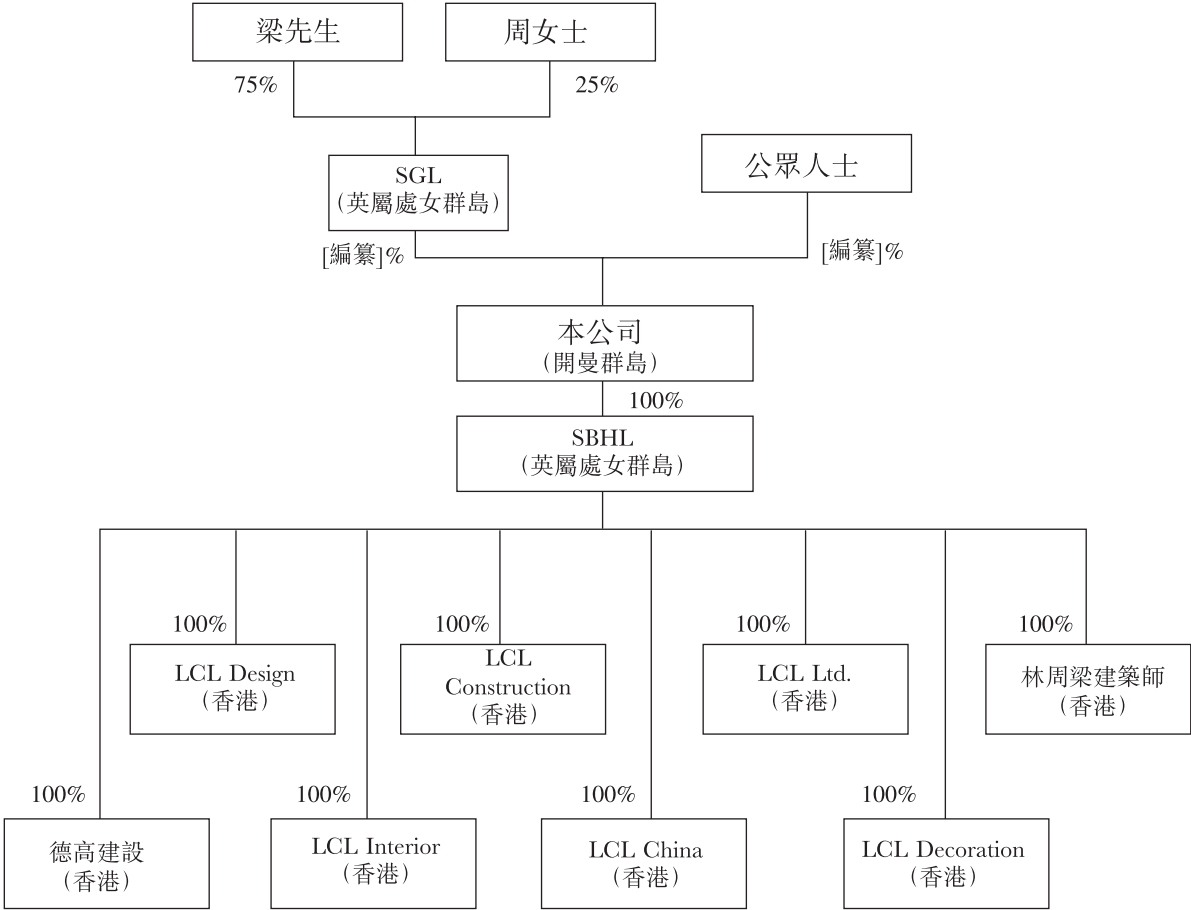 梁先生
周女士
75%
25%
SGL
(英屬處女群島)
公眾人士
[編纂]%
[編纂]%
本公司
(開曼群島)
100%
SBHL
(英屬處女群島)
100%
LCL Design
(香港)
100%
LCL
Construction
(香港)
100%
LCL Ltd.
(香港)
100%
林周梁建築師
(香港)
100%
德高建設
(香港)
100%
LCL Interior
(香港)
100%
LCL China
(香港)
100%
LCL Decoration
(香港)